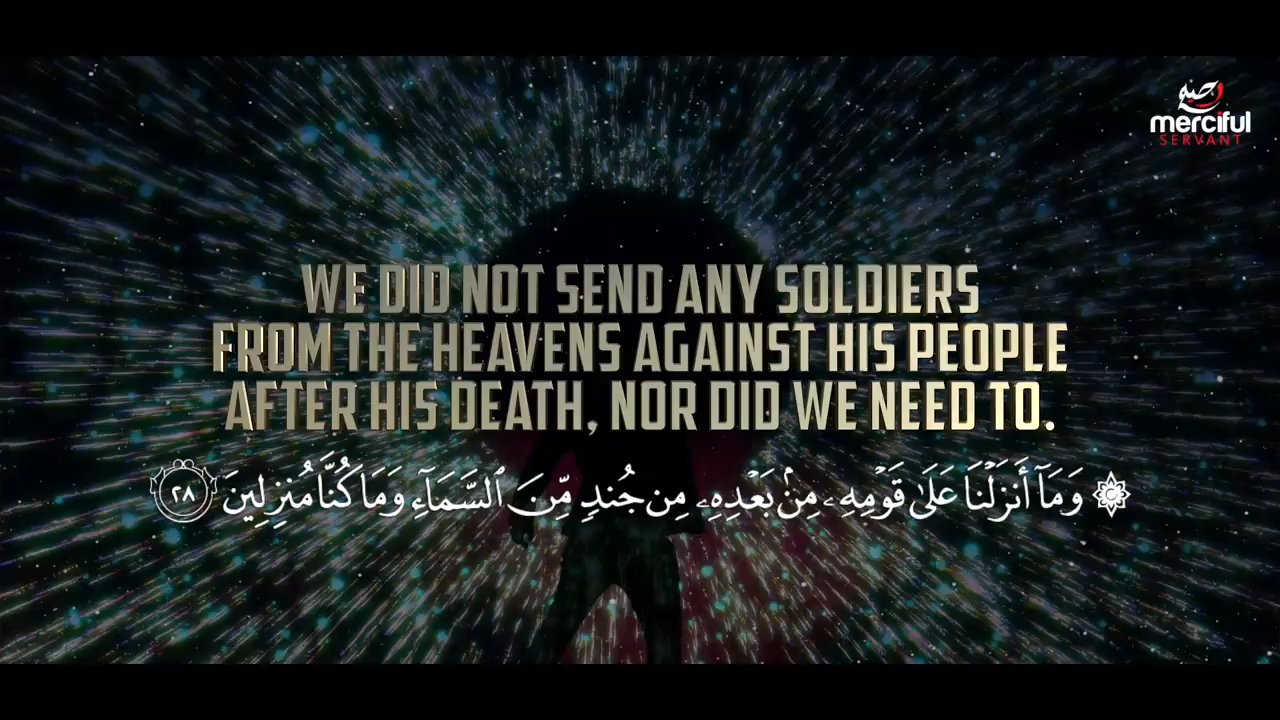 merciful
SERVANT
WE DID NOT SEND ANY SOLDIERS
FROM THE HEAVENS AGAINST HIS PEOPLE
AFTER HIS DEATH, NOR DID WE NEED TO.
۞ وَمَآ أَنزَلْنَا عَلَىٰ قَوْمِهِۦ مِنۢ بَعْدِهِۦ مِن جُندٍ مِّنَ ٱلسَّمَآءِ وَمَا كُنَّا مُنزِلِينَ ٢٨